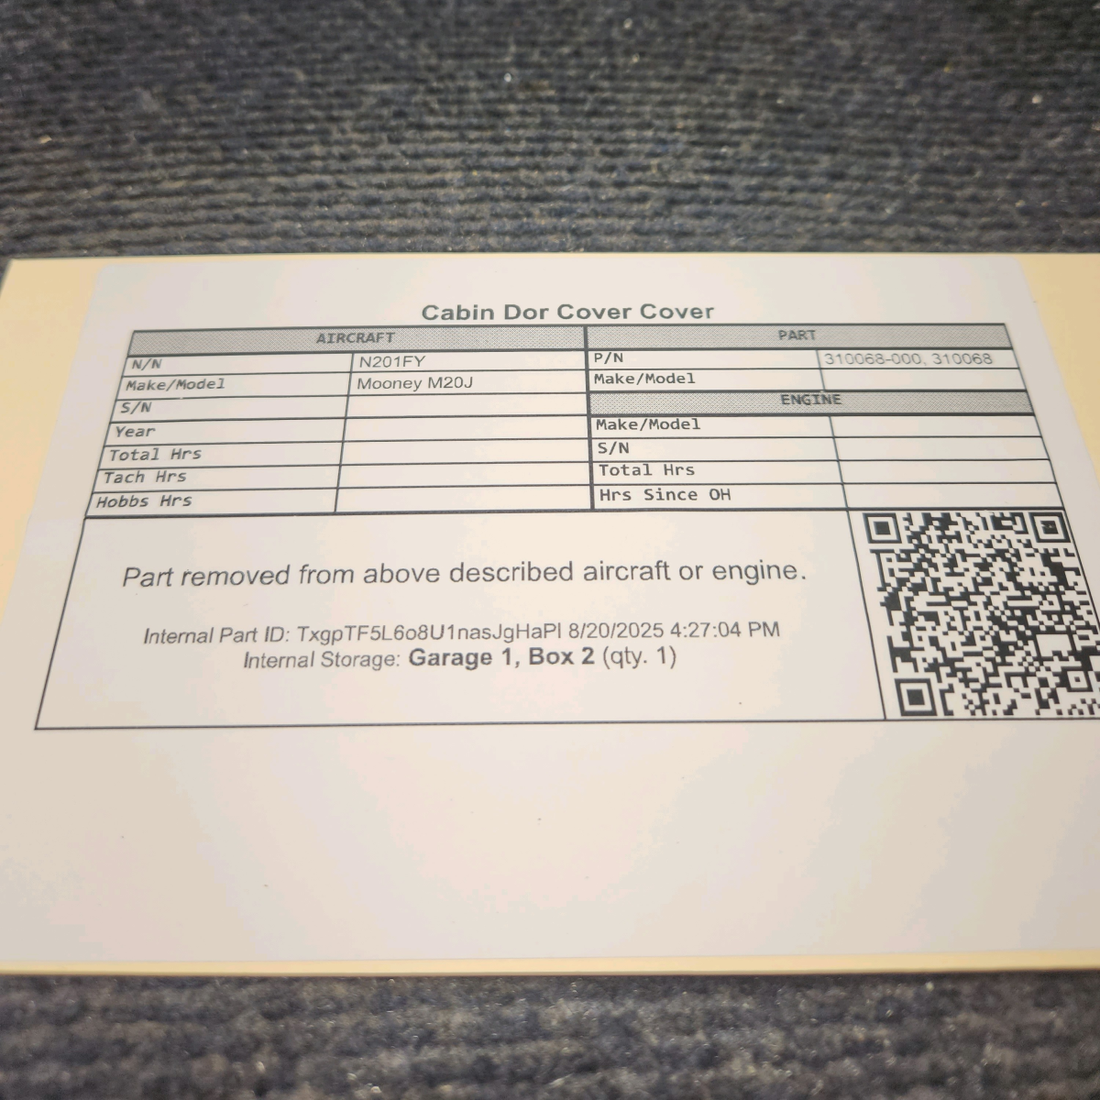 Cabin Dor Cover Cover
AIRCRAFT PART
N/N N201FY P/N 310068-000, 310068
Make/Model Mooney M20J Make/Model
S/N ENGINE
Year Make/Model
Total Hrs S/N
Tach Hrs Total Hrs
Hobbs Hrs Hrs Since OH
Part removed from above described aircraft or engine.
Internal Part ID: TxgpTF5L6o8U1nasJgHaPl 8/20/2025 4:27:04 PM
Internal Storage: Garage 1, Box 2 (qty. 1)